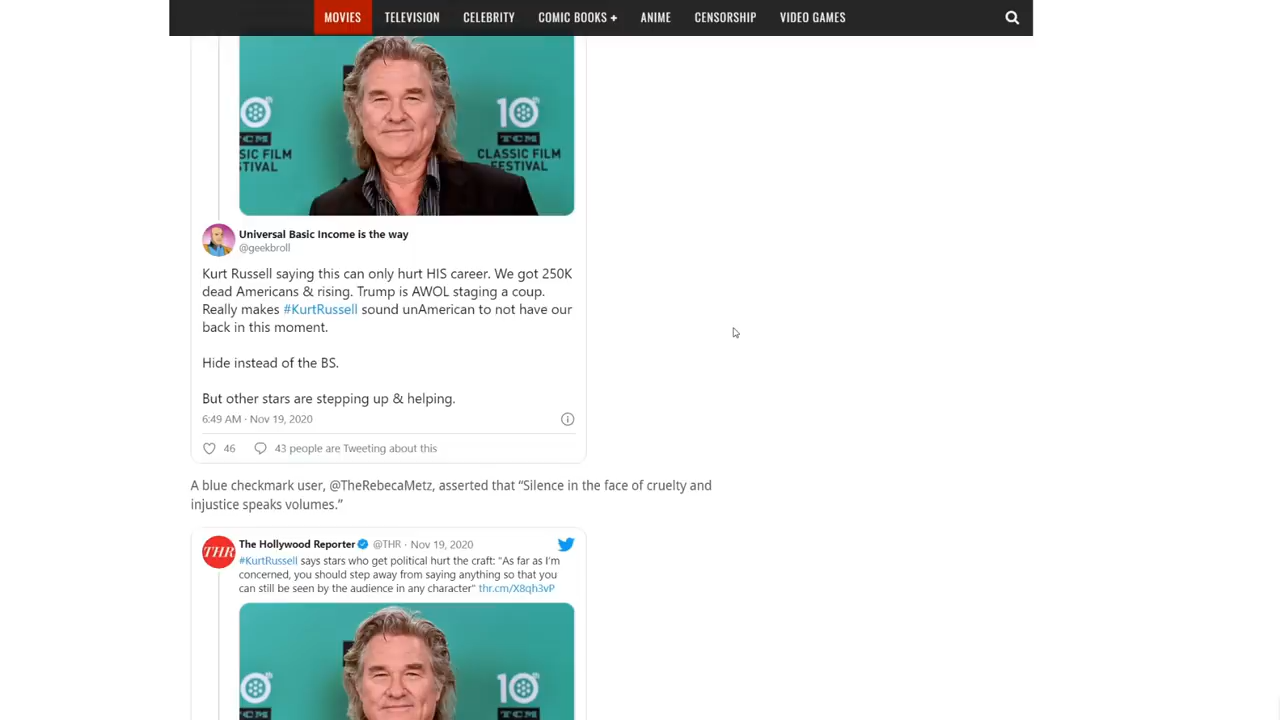 MOVIES TELEVISION CELEBRITY COMIC BOOKS + ANIME CENSORSHIP VIDEO GAMES
10th
TCM
SIC FILM
STIVAL
CLASSIC FILM
FESTIVAL
Universal Basic Income is the way
@geekbroll
Kurt Russell saying this can only hurt HIS career. We got 250K
dead Americans & rising. Trump is AWOL staging a coup.
Really makes #KurtRussell sound unAmerican to not have our
back in this moment.
Hide instead of the BS.
But other stars are stepping up & helping.
6:49 AM · Nov 19, 2020
46 43 people are Tweeting about this
A blue checkmark user, @TheRebecaMetz, asserted that “Silence in the face of cruelty and
injustice speaks volumes.”
THR The Hollywood Reporter @THR · Nov 19, 2020
#KurtRussell says stars who get political hurt the craft: "As far as I'm
concerned, you should step away from saying anything so that you
can still be seen by the audience in any character" thr.cm/X8qh3vP
10th
TCM